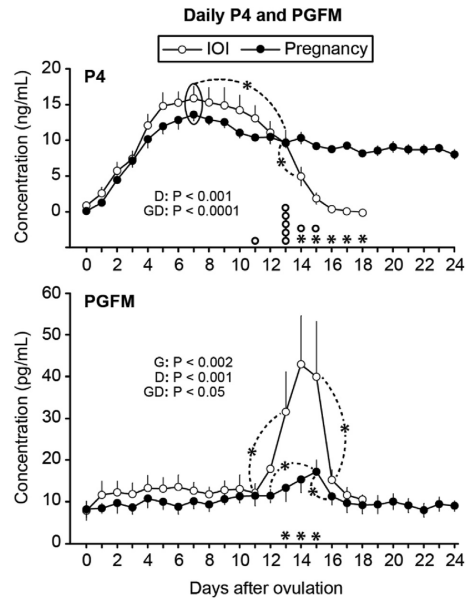 Daily P4 and PGFM
IOI Pregnancy
P4
Concentration (ng/mL)
20
15
10
5
0
D: P < 0.001
GD: P < 0.0001
* *
* * * * *
0 2 4 6 8 10 12 14 16 18 20 22 24
PGFM
Concentration (pg/mL)
60
50
40
30
20
10
0
G: P < 0.002
D: P < 0.001
GD: P < 0.05
* * * *
* * *
0 2 4 6 8 10 12 14 16 18 20 22 24
Days after ovulation